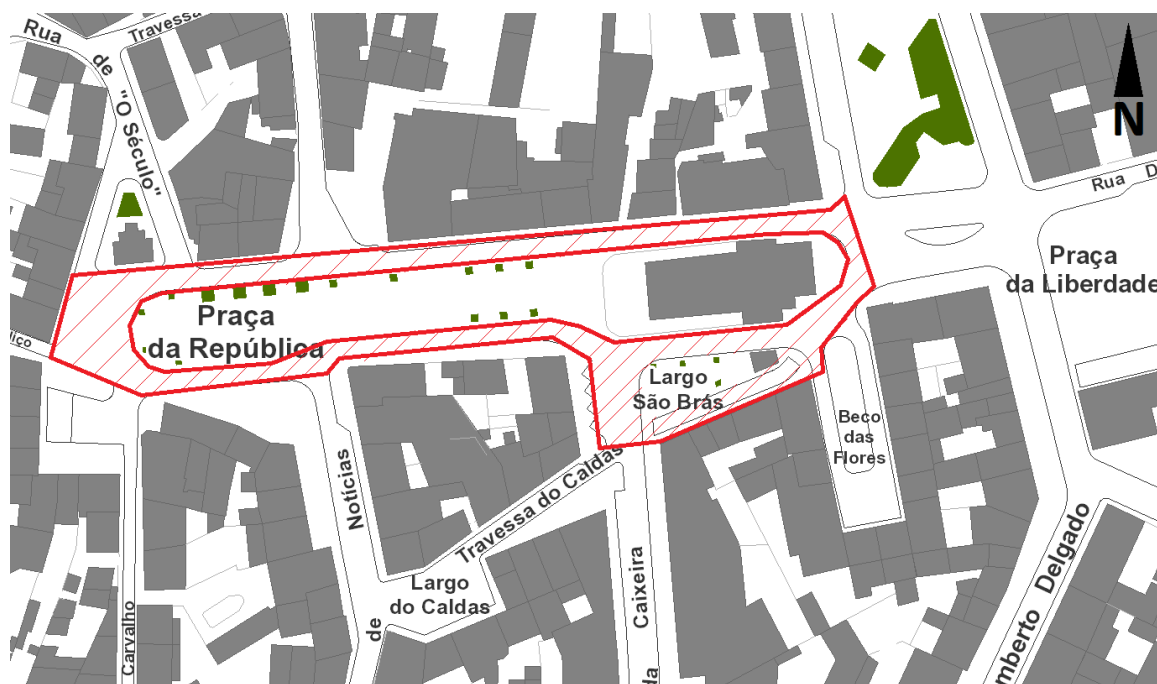 Rua
de
"O Século"
Travessa
N
Rua D
Praça
da Liberdade
Praça
da República
Largo
São Brás
Beco
das
Flores
Notícias
de
Travessa do Caldas
Largo
do Caldas
Carvalho
Caixeira
da
mberto Delgado